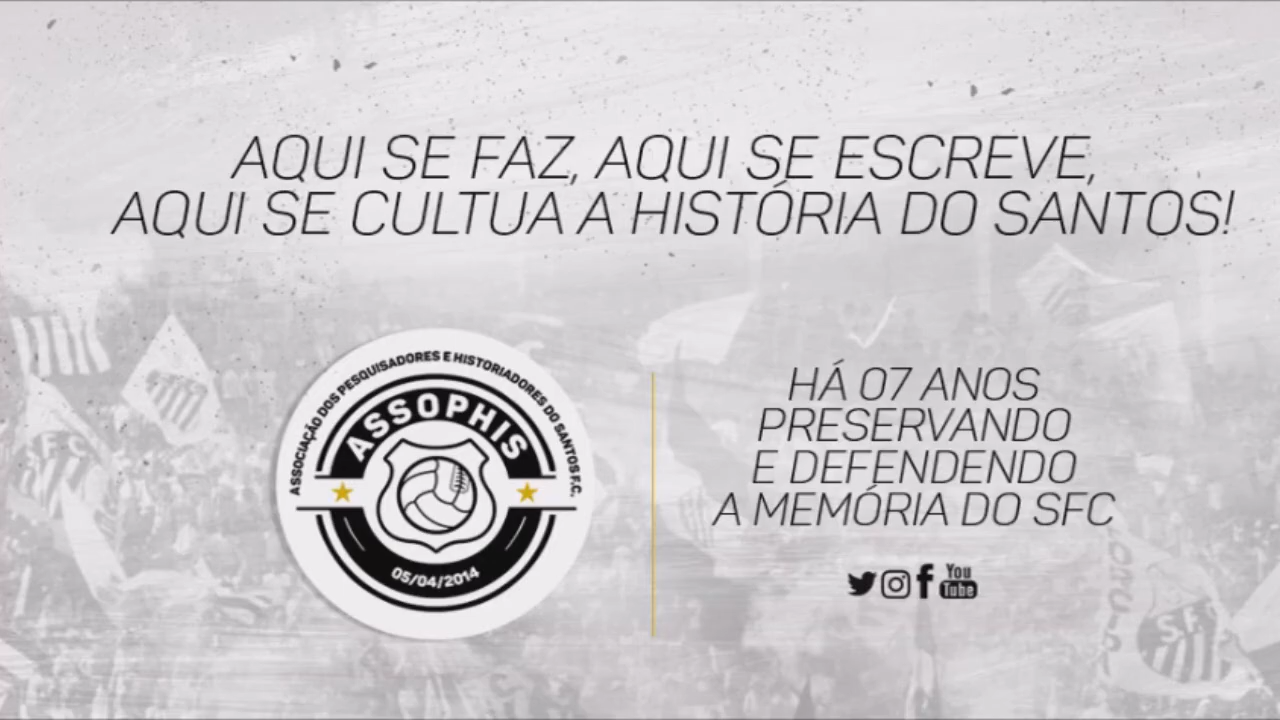 AQUI SE FAZ, AQUI SE ESCREVE,
AQUI SE CULTUA A HISTÓRIA DO SANTOS!
ASSOCIAÇÃO DOS PESQUISADORES E HISTORIADORES DO SANTOS F.C.
ASSOPHIS
05/04/2014
HÁ 07 ANOS
PRESERVANDO
E DEFENDENDO
A MEMÓRIA DO SFC
You
Tube
SFC